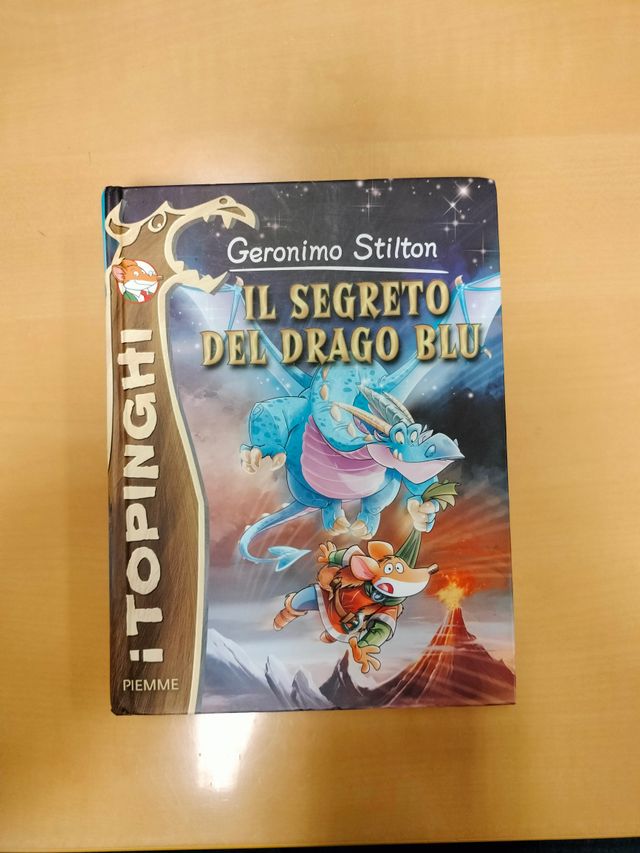 Geronimo Stilton
IL SEGRETO
DEL DRAGO BLU
i TOPINGHI
PIEMME